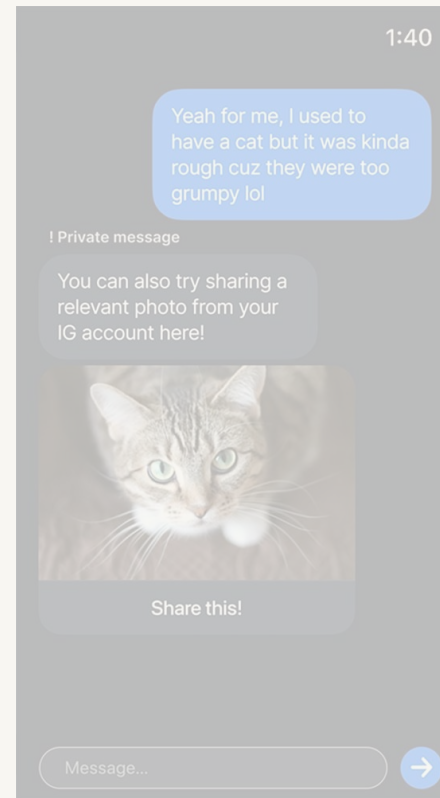 1:40
Yeah for me, I used to
have a cat but it was kinda
rough cuz they were too
grumpy lol
! Private message
You can also try sharing a
relevant photo from your
IG account here!
Share this!
Message...